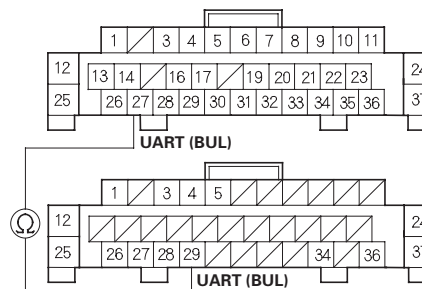 1 3 4 5 6 7 8 9 10 11
12 13 14 16 17 19 20 21 22 23 24
25 26 27 28 29 30 31 32 33 34 35 36 37
UART (BUL)
1 3 4 5
Ω
12 24
25 26 27 28 29 34 36 37
UART (BUL)